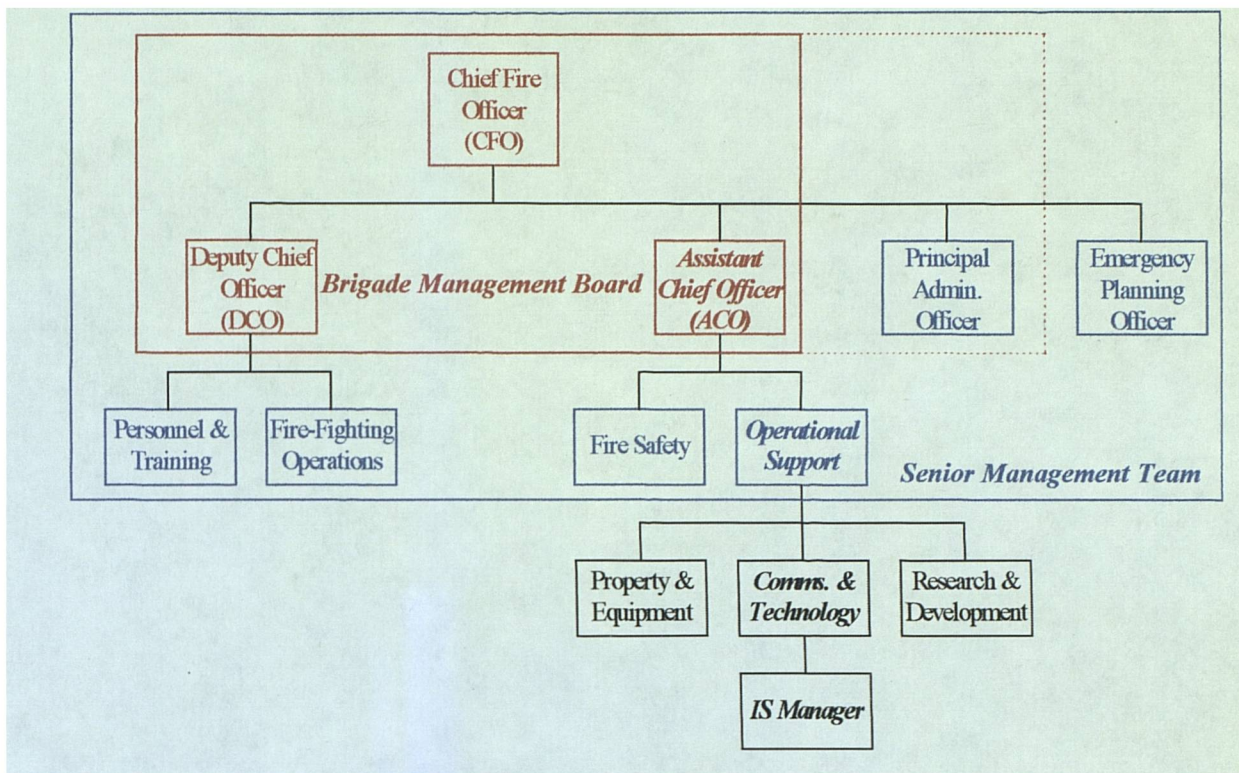 Chief Fire
Officer
(CFO)
Deputy Chief
Officer
(DCO)
Brigade Management Board
Assistant
Chief Officer
(ACO)
Principal
Admin.
Officer
Emergency
Planning
Officer
Personnel &
Training
Fire-Fighting
Operations
Fire Safety
Operational
Support
Senior Management Team
Property &
Equipment
Comms. &
Technology
Research &
Development
IS Manager